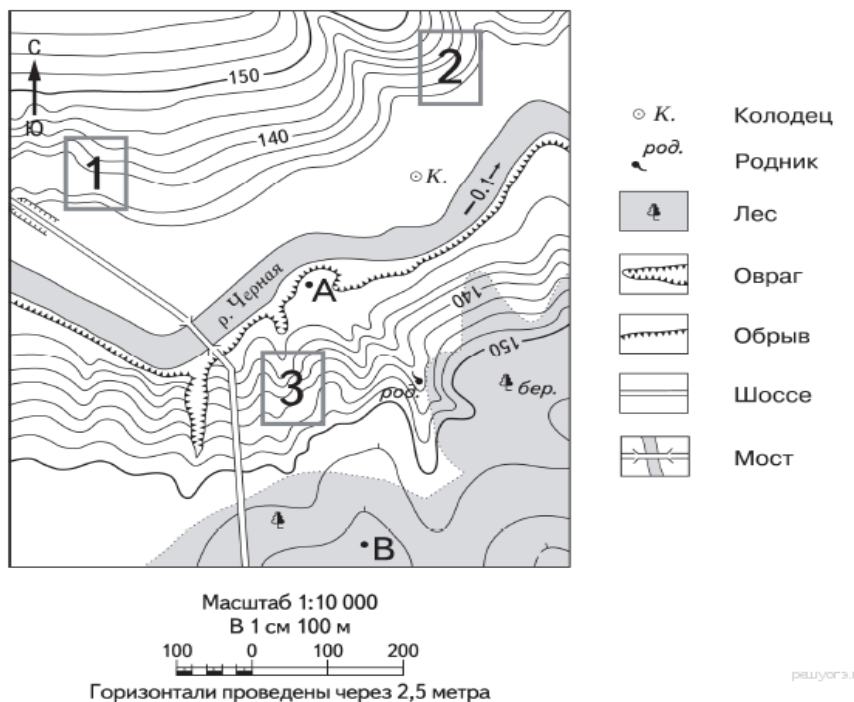 С
Ю
150
140
1
2
К.
0.1
р. Черная
А
140
150
3
род.
бер.
В
К. Колодец
род. Родник
Лес
Овраг
Обрыв
Шоссе
Мост
Масштаб 1:10 000
В 1 см 100 м
100 0 100 200
Горизонтали проведены через 2,5 метра